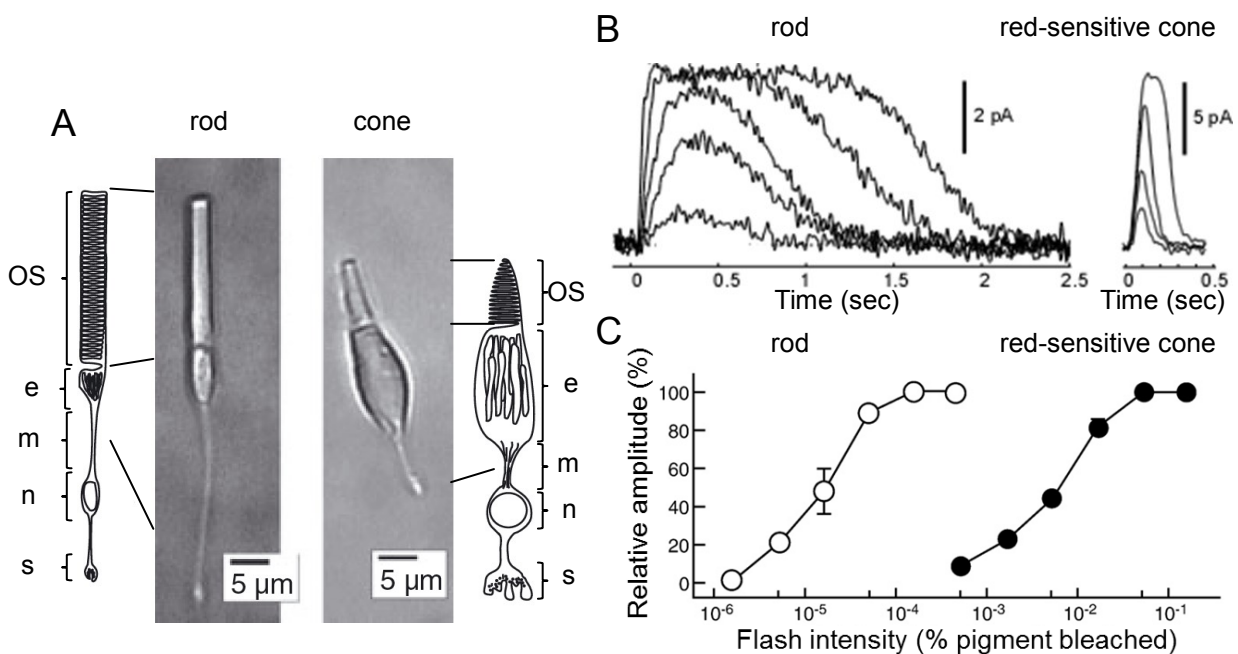 A
rod
cone
OS
e
m
n
s
5 µm
5 µm
OS
e
m
n
s
B
rod
red-sensitive cone
2 pA
5 pA
0
0.5
1
1.5
2
2.5
0
0.5
Time (sec)
Time (sec)
C
rod
red-sensitive cone
Relative amplitude (%)
100
80
60
40
20
0
10-6
10-5
10-4
10-3
10-2
10-1
Flash intensity (% pigment bleached)